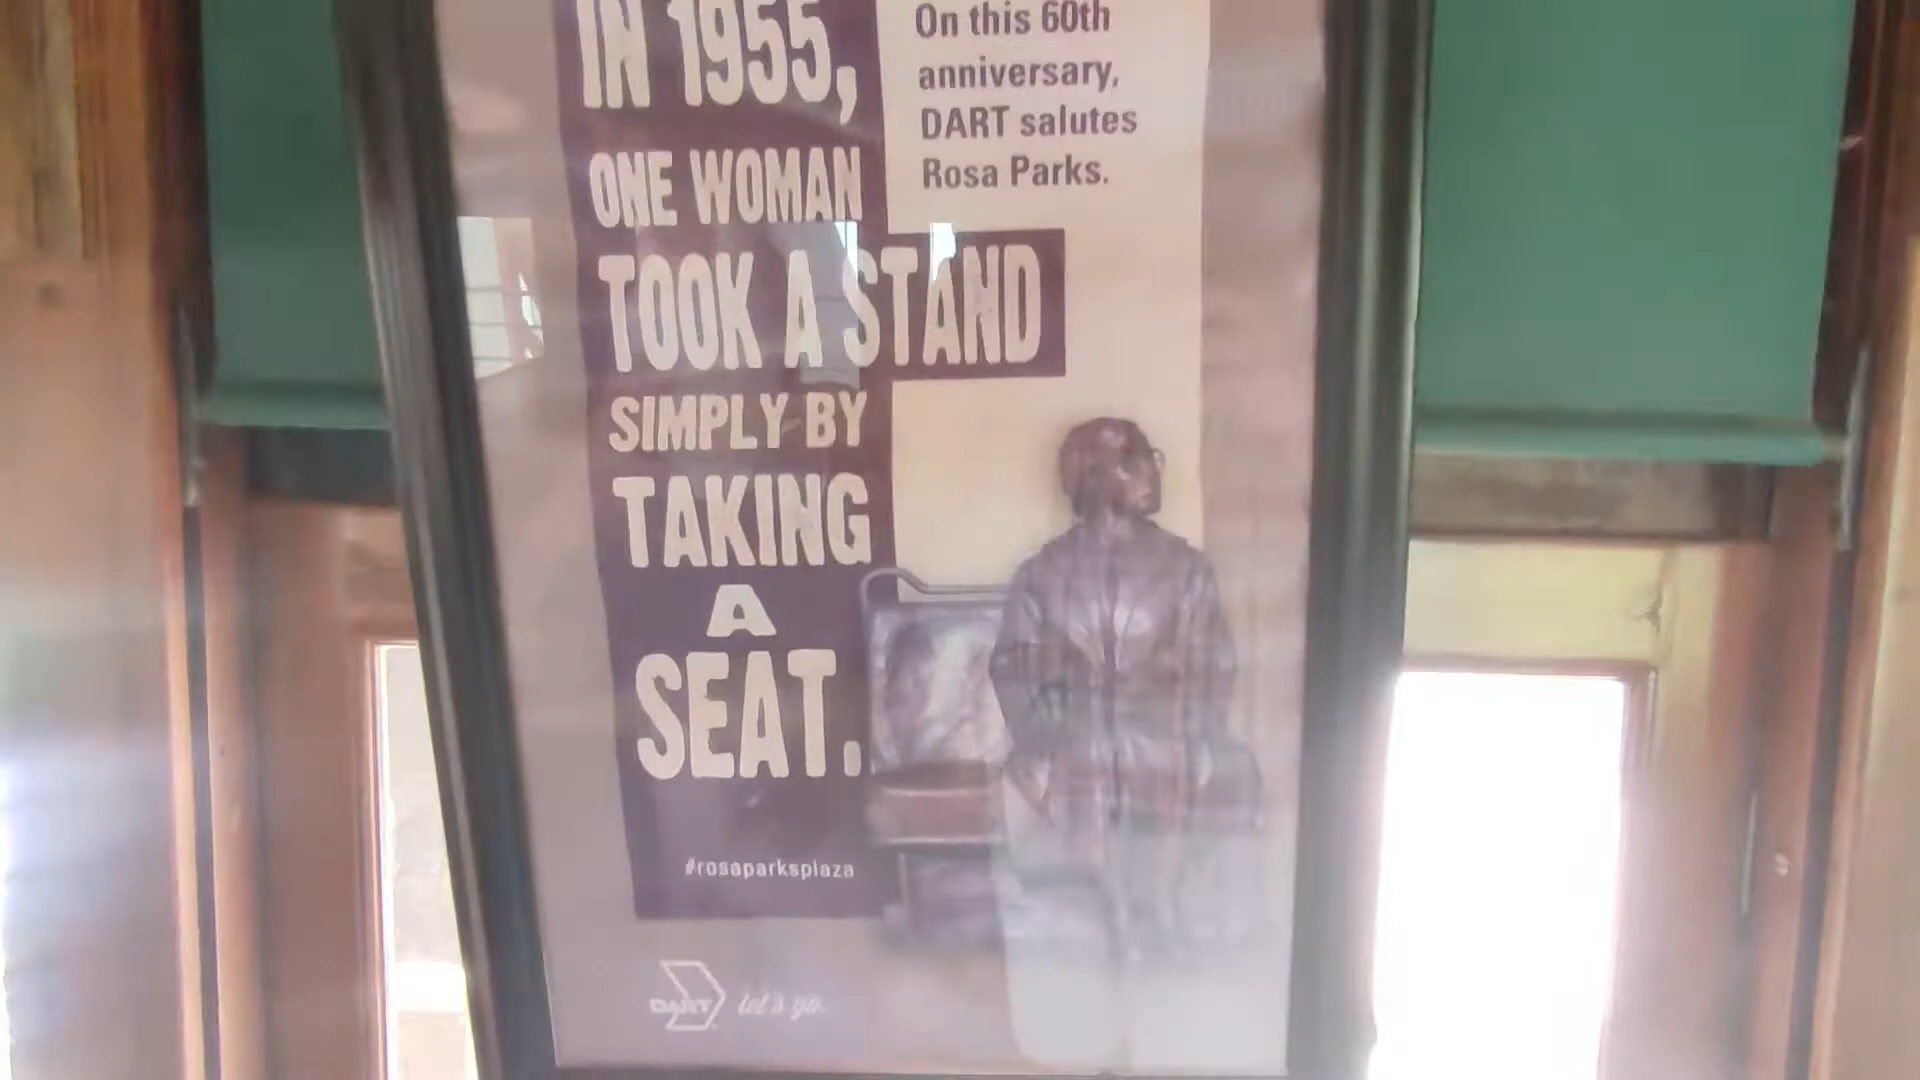 IN 1955,
ONE WOMAN
TOOK A STAND
SIMPLY BY
TAKING
A
SEAT.
#rosaparksplaza
On this 60th
anniversary,
DART salutes
Rosa Parks.
DART let's go.